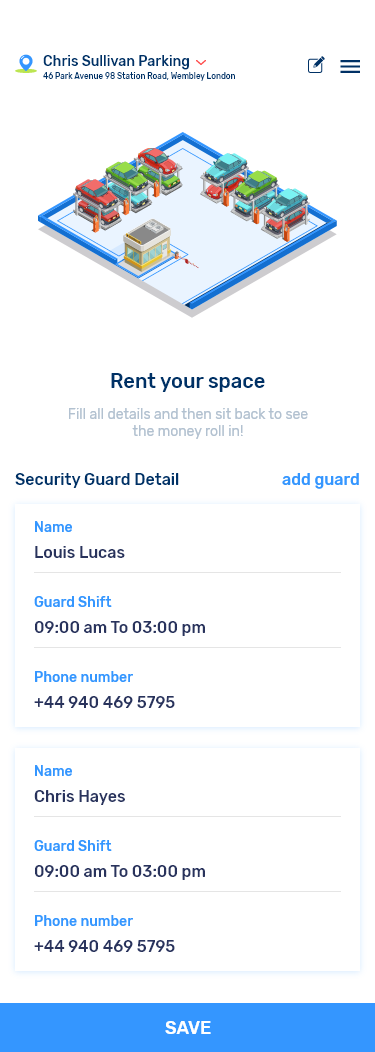 Chris Sullivan Parking
46 Park Avenue 98 Station Road, Wembley London
Rent your space
Fill all details and then sit back to see
the money roll in!
Security Guard Detail add guard
Name
Louis Lucas
Guard Shift
09:00 am To 03:00 pm
Phone number
+44 940 469 5795
Name
Chris Hayes
Guard Shift
09:00 am To 03:00 pm
Phone number
+44 940 469 5795
SAVE